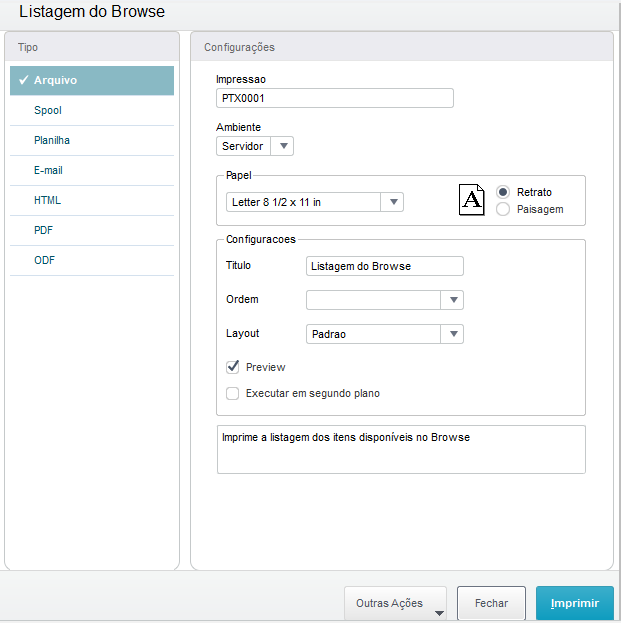 Listagem do Browse
Tipo
Arquivo
Spool
Planilha
E-mail
HTML
PDF
ODF
Configurações
Impressao
PTX0001
Ambiente
Servidor
Papel
Letter 8 1/2 x 11 in
A
Retrato
Paisagem
Configuracoes
Titulo
Listagem do Browse
Ordem
Layout
Padrao
Preview
Executar em segundo plano
Imprime a listagem dos itens disponíveis no Browse
Outras Ações
Fechar
Imprimir